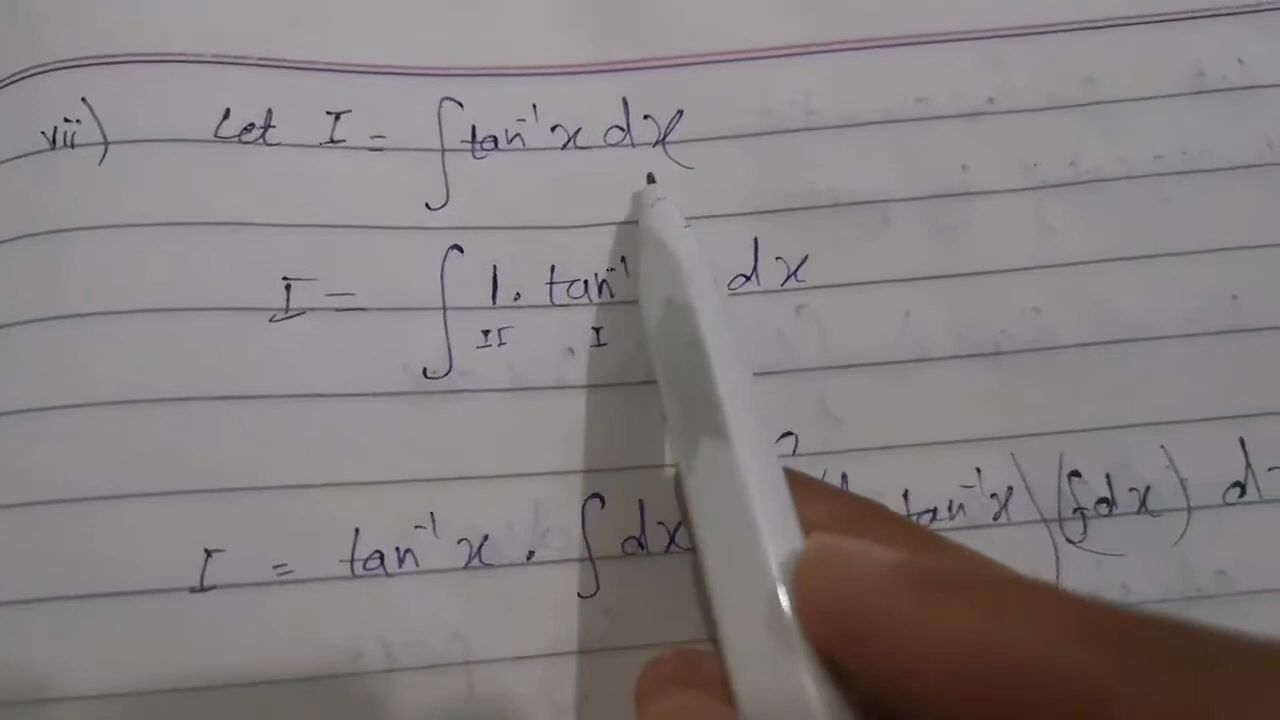 vii) Let I = ∫ tan⁻¹x dx
I = ∫ 1. tan⁻¹ dx
II I
I = tan⁻¹x . ∫ dx tan⁻¹x) (∫dx) d